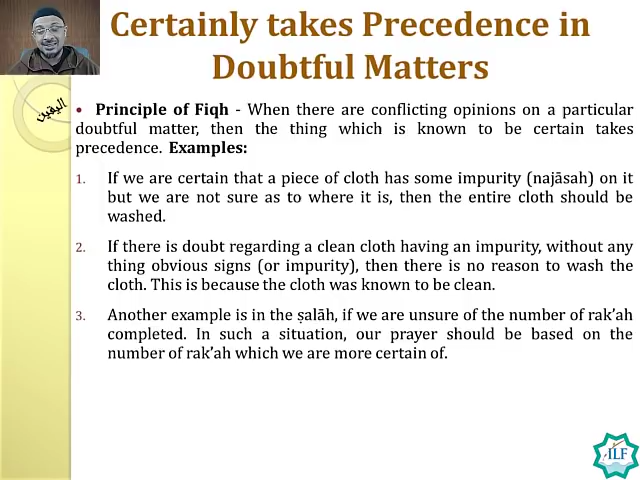 Certainly takes Precedence in
Doubtful Matters
اليقين
• Principle of Fiqh - When there are conflicting opinions on a particular
doubtful matter, then the thing which is known to be certain takes
precedence. Examples:
1. If we are certain that a piece of cloth has some impurity (najāsah) on it
but we are not sure as to where it is, then the entire cloth should be
washed.
2. If there is doubt regarding a clean cloth having an impurity, without any
thing obvious signs (or impurity), then there is no reason to wash the
cloth. This is because the cloth was known to be clean.
3. Another example is in the ṣalāh, if we are unsure of the number of rak’ah
completed. In such a situation, our prayer should be based on the
number of rak’ah which we are more certain of.
ILF